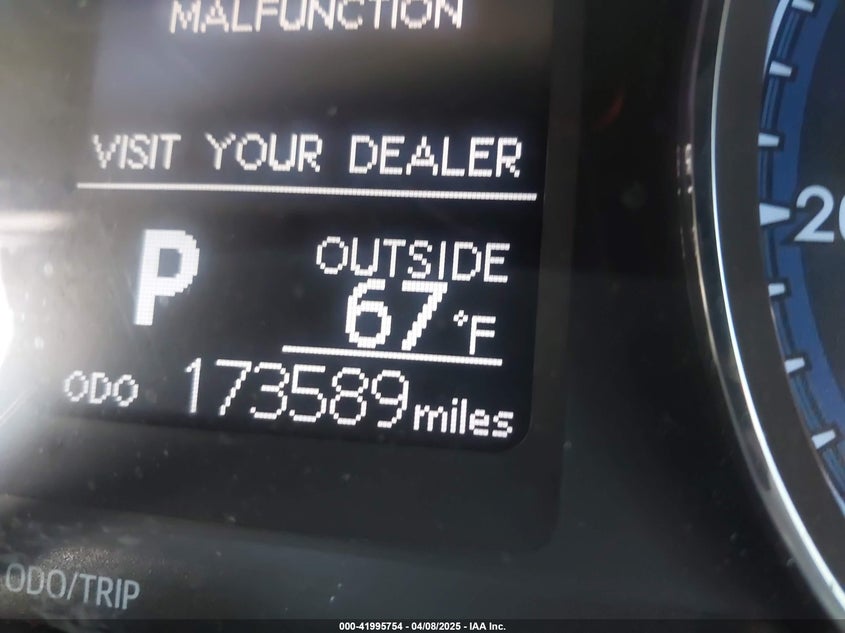 MALFUNCTION
VISIT YOUR DEALER
P
OUTSIDE
67°F
ODO 173589 miles
ODO/TRIP
000-41995754 - 04/08/2025 - IAA Inc.